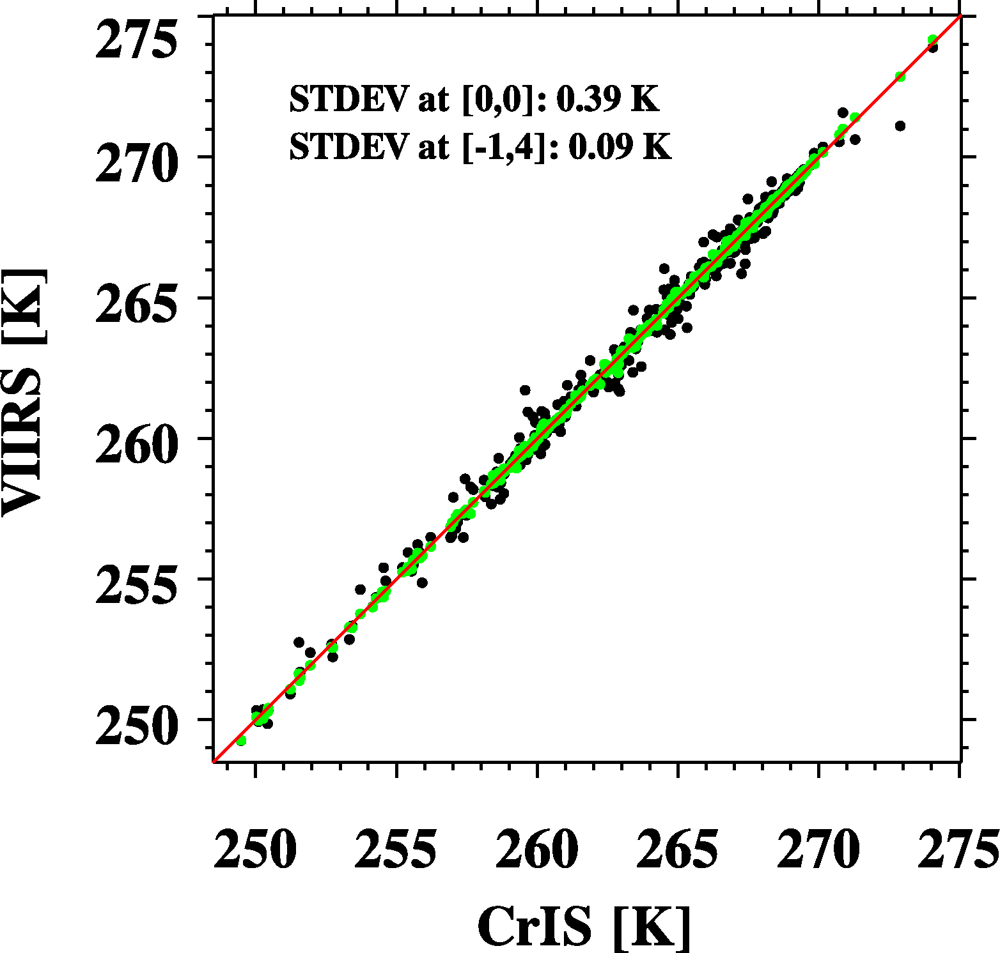 275
STDEV at [0,0]: 0.39 K
STDEV at [-1,4]: 0.09 K
270
265
VIIRS [K]
260
255
250
250 255 260 265 270 275
CrIS [K]